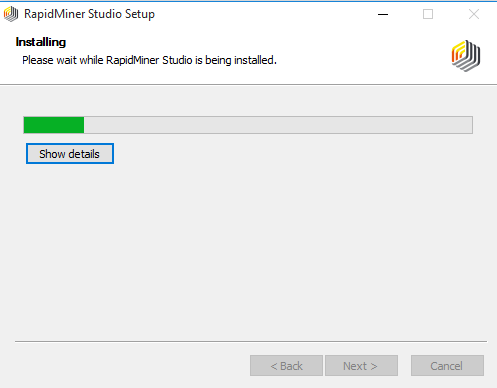 RapidMiner Studio Setup
Installing
Please wait while RapidMiner Studio is being installed.
Show details
< Back
Next >
Cancel